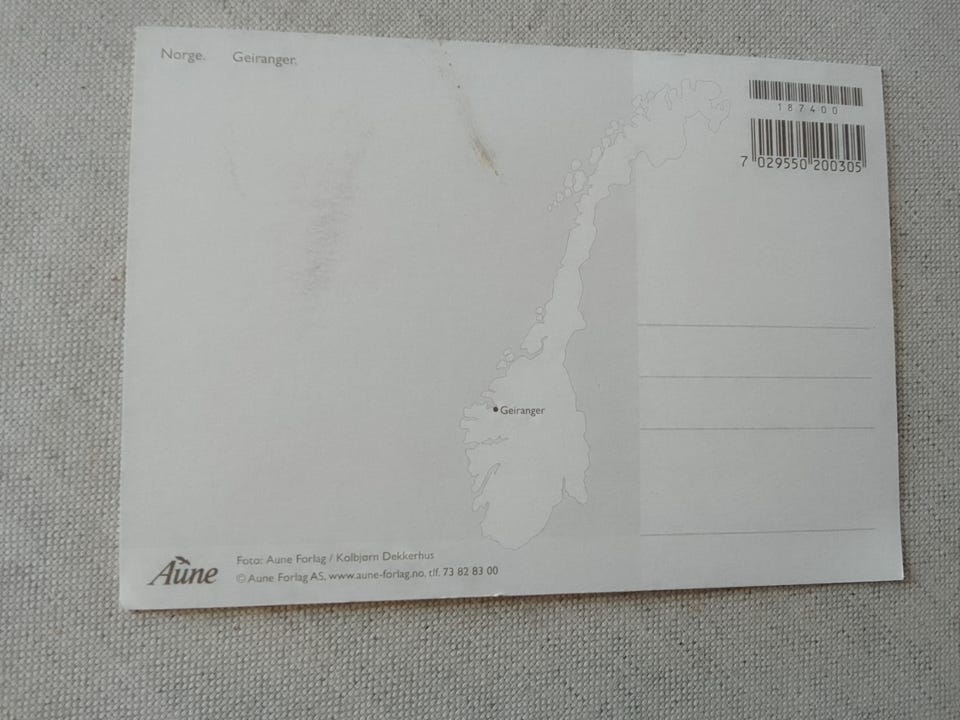 Norge. Geiranger.
187400
7 029550 200305
Geiranger
Aune
Foto: Aune Forlag / Kolbjørn Dekkerhus
© Aune Forlag AS, www.aune-forlag.no, tlf. 73 82 83 00